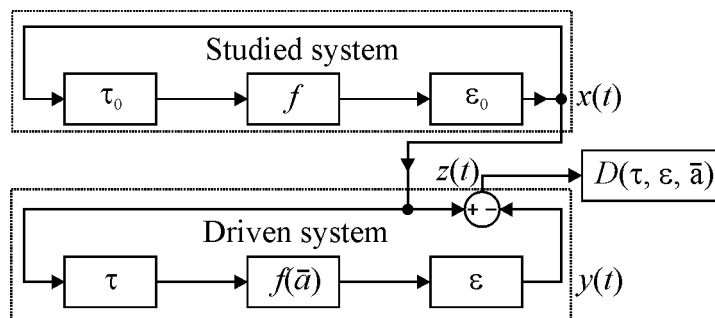 Studied system
τ₀ f ε₀ x(t)
z(t) D(τ, ε, ā)
+ −
Driven system
τ f(ā) ε y(t)